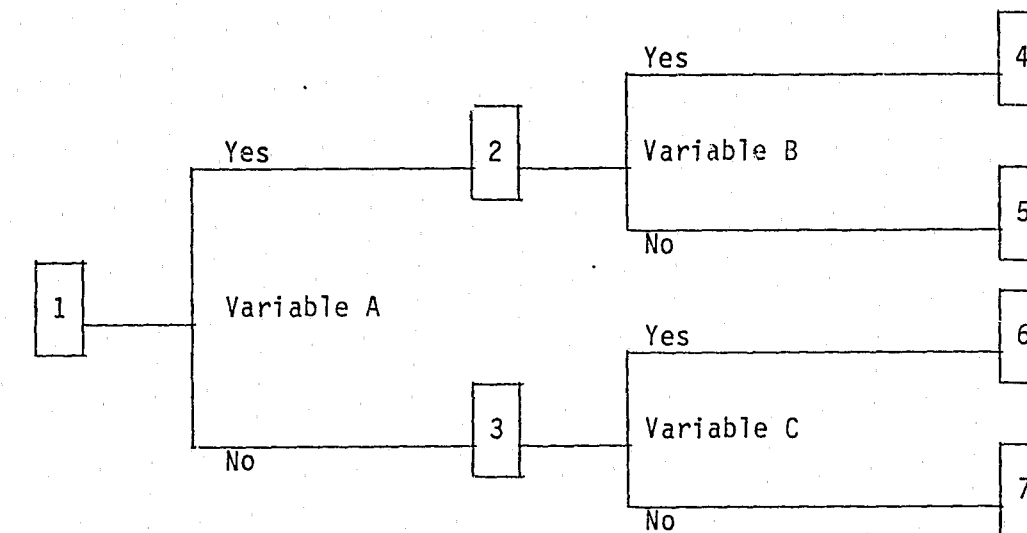 Yes
4
Yes
2
Variable B
5
No
1
Variable A
Yes
6
3
Variable C
No
7
No